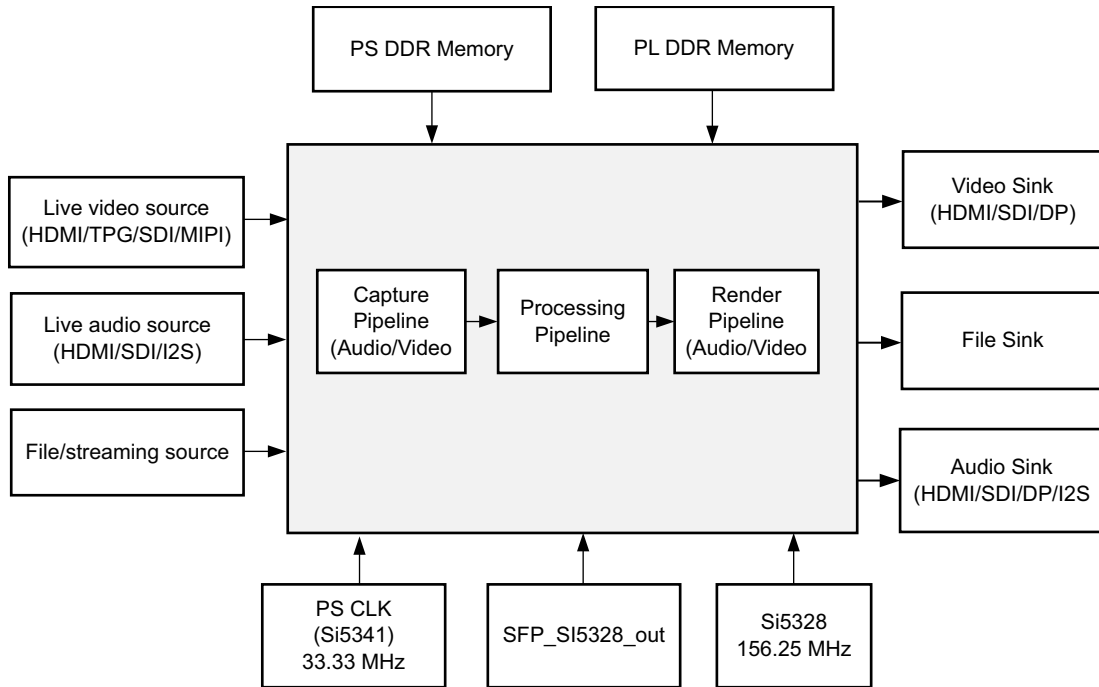 PS DDR Memory
PL DDR Memory
Live video source
(HDMI/TPG/SDI/MIPI)
Live audio source
(HDMI/SDI/I2S)
File/streaming source
Capture
Pipeline
(Audio/Video
Processing
Pipeline
Render
Pipeline
(Audio/Video
Video Sink
(HDMI/SDI/DP)
File Sink
Audio Sink
(HDMI/SDI/DP/I2S
PS CLK
(Si5341)
33.33 MHz
SFP_SI5328_out
Si5328
156.25 MHz